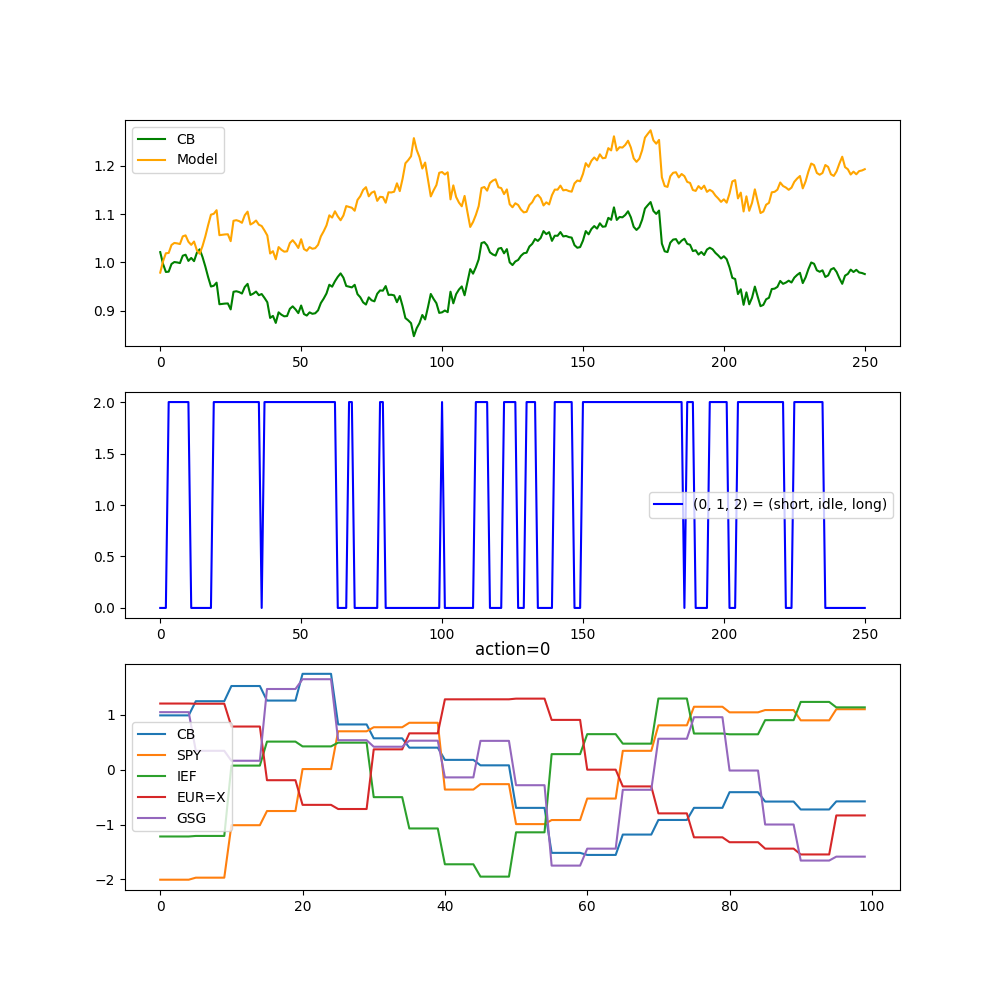 CB
Model
1.2
1.1
1.0
0.9
0 50 100 150 200 250
2.0
1.5
1.0
0.5
0.0
(0, 1, 2) = (short, idle, long)
0 50 100 150 200 250
action=0
1
0
−1
−2
CB
SPY
IEF
EUR=X
GSG
0 20 40 60 80 100